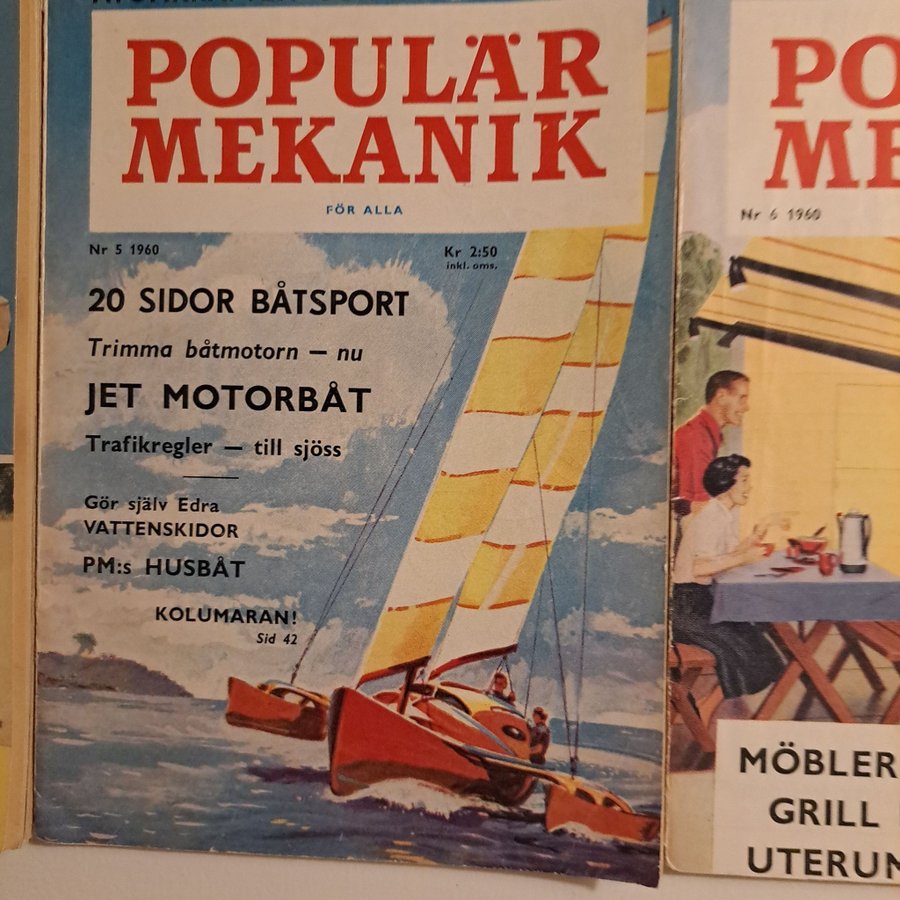 POPULÄR
MEKANIK
FÖR ALLA
Nr 5 1960
Kr 2:50
inkl. oms.
20 SIDOR BÅTSPORT
Trimma båtmotorn — nu
JET MOTORBÅT
Trafikregler — till sjöss
Gör själv Edra
VATTENSKIDOR
PM:s HUSBÅT
KOLUMARAN!
Sid 42
PO
ME
Nr 6 1960
MÖBLER
GRILL
UTERUM